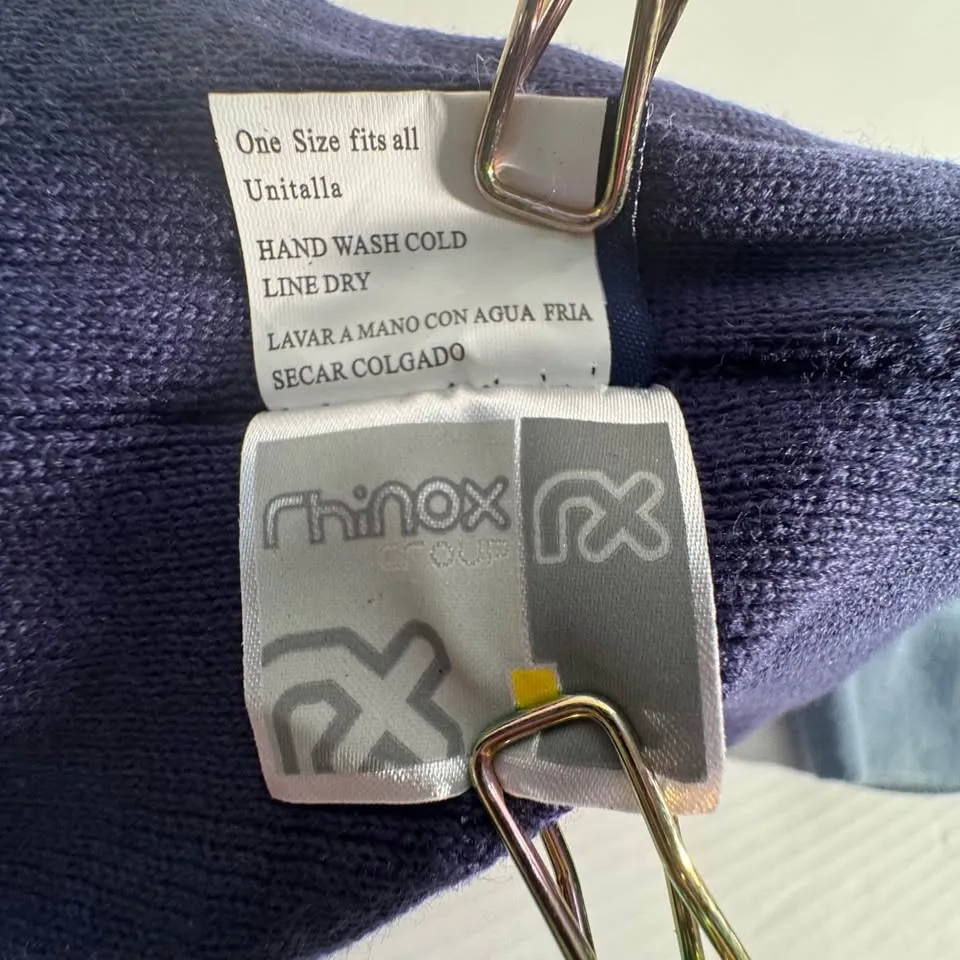 One Size fits all
Unitalla
HAND WASH COLD
LINE DRY
LAVAR A MANO CON AGUA FRIA
SECAR COLGADO
rhinox
GROUP
rx
rx